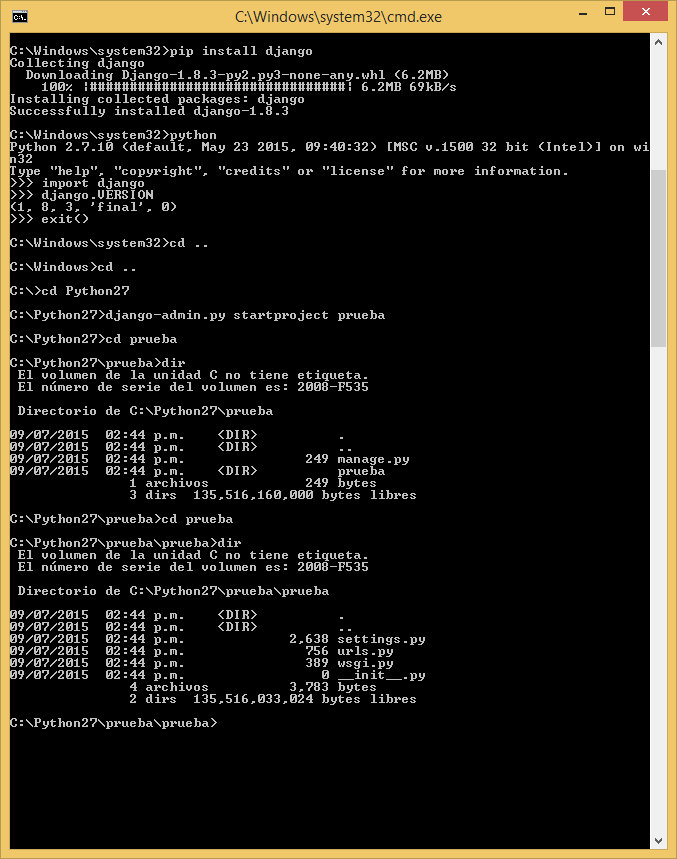 C:\Windows\system32\cmd.exe
C:\Windows\system32>pip install django
Collecting django
  Downloading Django-1.8.3-py2.py3-none-any.whl (6.2MB)
    100% |################################| 6.2MB 69kB/s
Installing collected packages: django
Successfully installed django-1.8.3
C:\Windows\system32>python
Python 2.7.10 (default, May 23 2015, 09:40:32) [MSC v.1500 32 bit (Intel)] on wi
n32
Type "help", "copyright", "credits" or "license" for more information.
>>> import django
>>> django.VERSION
(1, 8, 3, 'final', 0)
>>> exit()
C:\Windows\system32>cd ..
C:\Windows>cd ..
C:\>cd Python27
C:\Python27>django-admin.py startproject prueba
C:\Python27>cd prueba
C:\Python27\prueba>dir
 El volumen de la unidad C no tiene etiqueta.
 El número de serie del volumen es: 2008-F535
 Directorio de C:\Python27\prueba
09/07/2015  02:44 p.m.    <DIR>          .
09/07/2015  02:44 p.m.    <DIR>          ..
09/07/2015  02:44 p.m.               249 manage.py
09/07/2015  02:44 p.m.    <DIR>          prueba
               1 archivos            249 bytes
               3 dirs  135,516,160,000 bytes libres
C:\Python27\prueba>cd prueba
C:\Python27\prueba\prueba>dir
 El volumen de la unidad C no tiene etiqueta.
 El número de serie del volumen es: 2008-F535
 Directorio de C:\Python27\prueba\prueba
09/07/2015  02:44 p.m.    <DIR>          .
09/07/2015  02:44 p.m.    <DIR>          ..
09/07/2015  02:44 p.m.             2,638 settings.py
09/07/2015  02:44 p.m.               756 urls.py
09/07/2015  02:44 p.m.               389 wsgi.py
09/07/2015  02:44 p.m.                 0 __init__.py
               4 archivos          3,783 bytes
               2 dirs  135,516,033,024 bytes libres
C:\Python27\prueba\prueba>